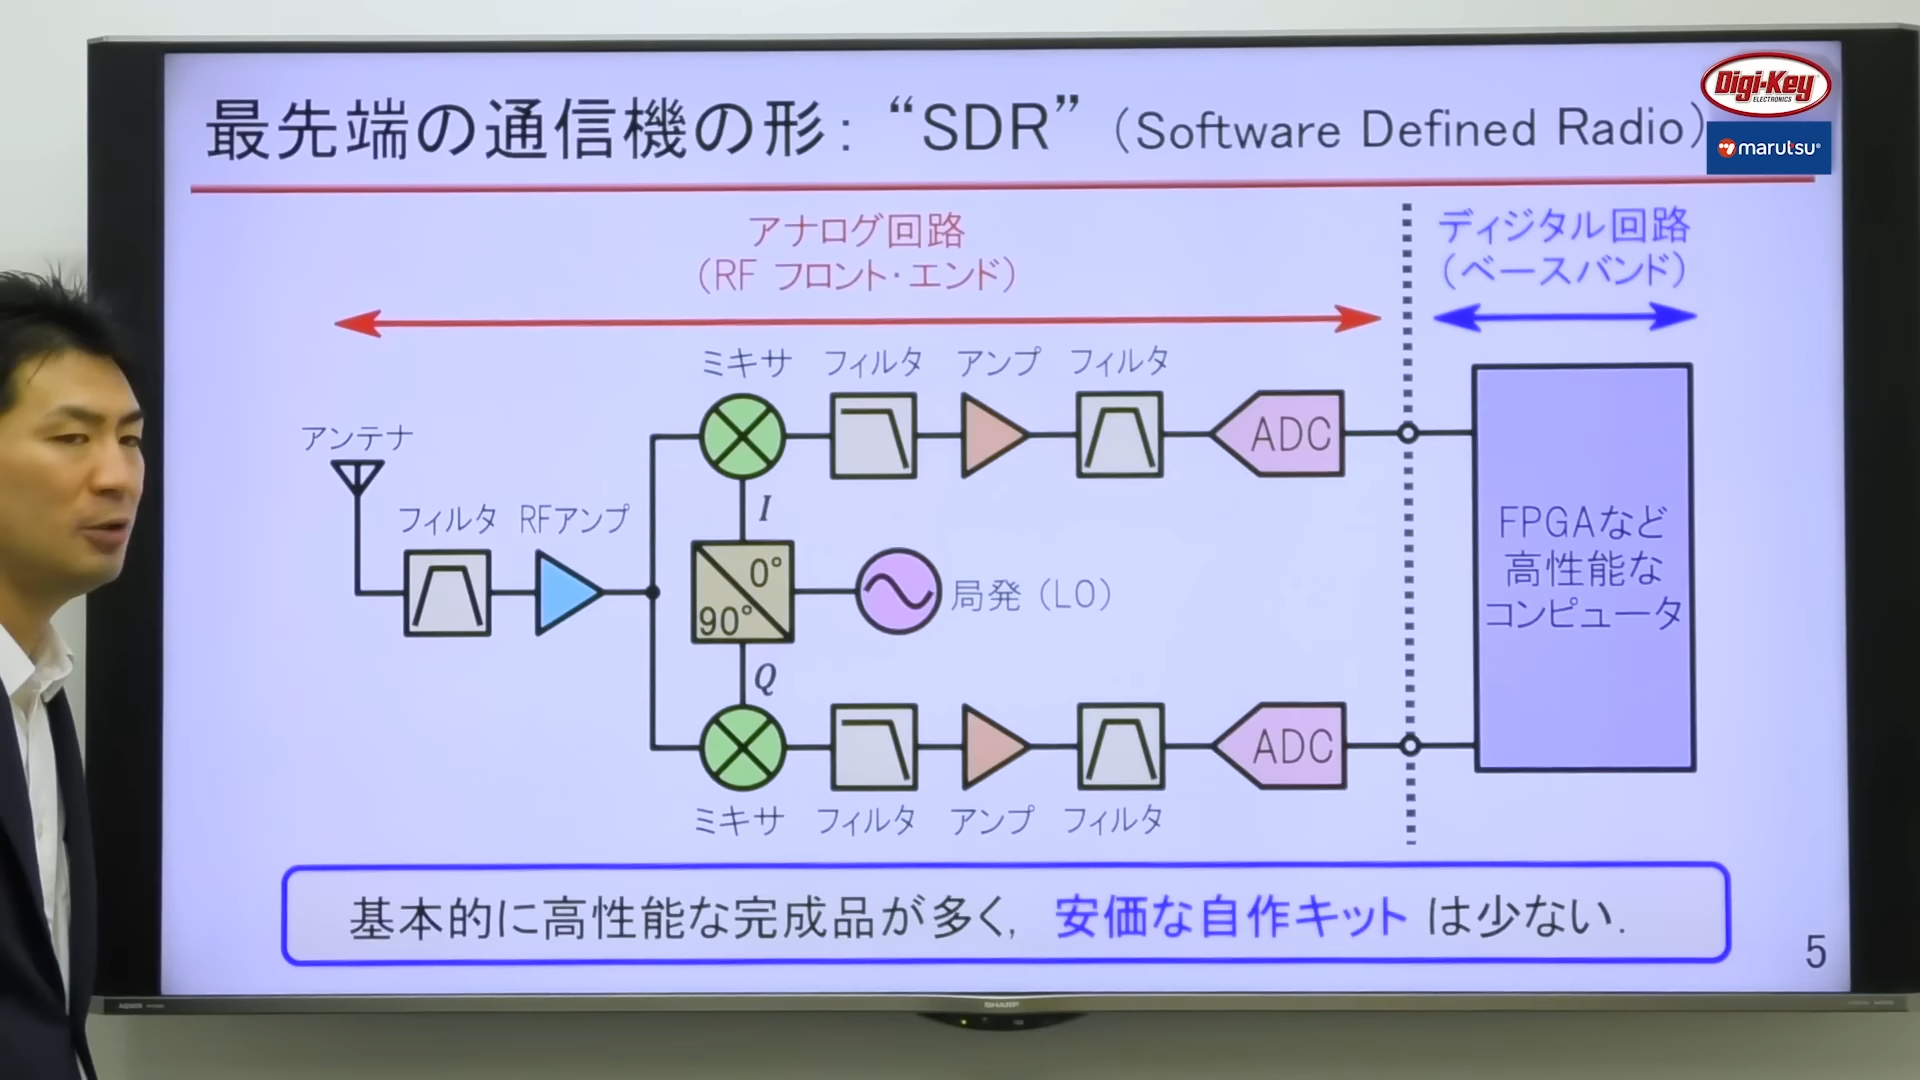 最先端の通信機の形: “SDR” (Software Defined Radio)
Digi-Key
ELECTRONICS
marutsu
アナログ回路
(RF フロント・エンド)
ディジタル回路
(ベースバンド)
ミキサ フィルタ アンプ フィルタ
アンテナ
ADC
フィルタ RFアンプ
I
0°
90°
局発 (LO)
FPGAなど
高性能な
コンピュータ
Q
ADC
ミキサ フィルタ アンプ フィルタ
基本的に高性能な完成品が多く, 安価な自作キット は少ない.
5
SHARP